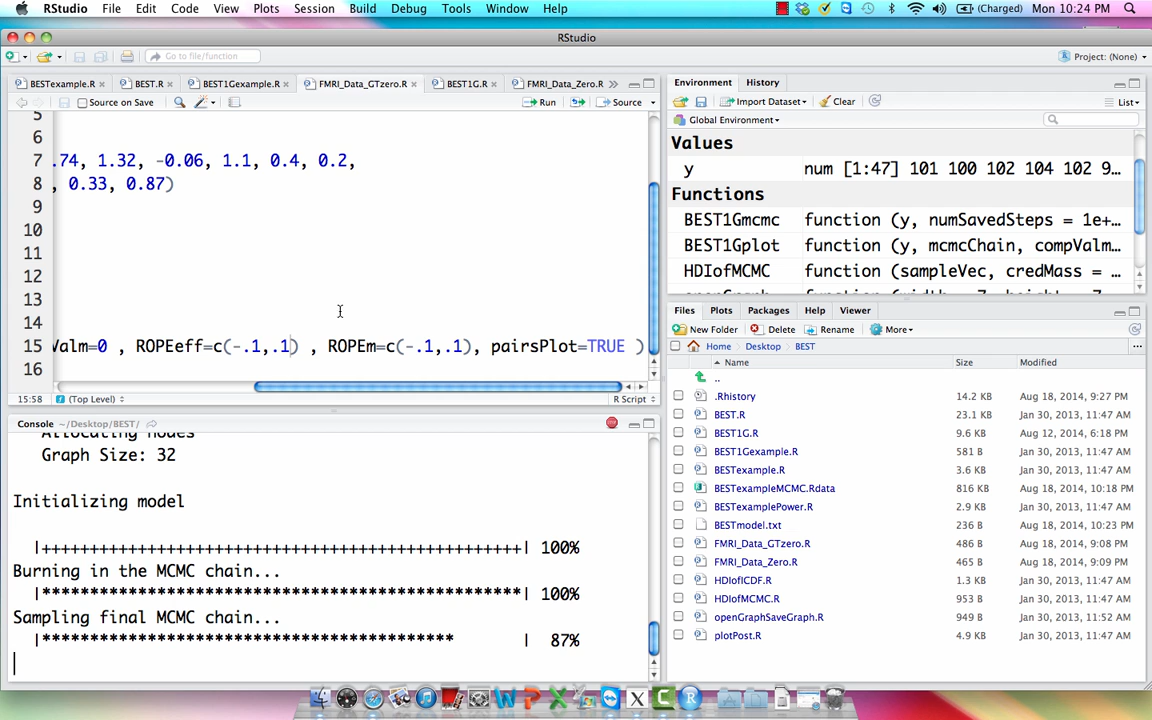 RStudio File Edit Code View Plots Session Build Debug Tools Window Help (Charged) Mon 10:24 PM
RStudio
Go to file/function Project: (None)
BESTexample.R BEST.R BEST1Gexample.R FMRI_Data_GTzero.R BEST1G.R FMRI_Data_Zero.R
Source on Save Run Source
5
6
7 .74, 1.32, -0.06, 1.1, 0.4, 0.2,
8 , 0.33, 0.87)
9
10
11
12
13
14
15 Valm=0 , ROPEeff=c(-.1,.1) , ROPEm=c(-.1,.1), pairsPlot=TRUE )
16
15:58 (Top Level) R Script
Console ~/Desktop/BEST/
Allocating nodes
Graph Size: 32
Initializing model
|++++++++++++++++++++++++++++++++++++++++++++++++++| 100%
Burning in the MCMC chain...
|**************************************************| 100%
Sampling final MCMC chain...
|******************************************* | 87%
Environment History
Import Dataset Clear List
Global Environment
Values
y num [1:47] 101 100 102 104 102 9…
Functions
BEST1Gmcmc function (y, numSavedSteps = 1e+…
BEST1Gplot function (y, mcmcChain, compValm…
HDIofMCMC function (sampleVec, credMass = …
Files Plots Packages Help Viewer
New Folder Delete Rename More
Home Desktop BEST
Name Size Modified
..
.Rhistory 14.2 KB Aug 18, 2014, 9:27 PM
BEST.R 23.1 KB Jan 30, 2013, 11:47 AM
BEST1G.R 9.6 KB Aug 12, 2014, 6:18 PM
BEST1Gexample.R 581 B Jan 30, 2013, 11:47 AM
BESTexample.R 3.6 KB Jan 30, 2013, 11:47 AM
BESTexampleMCMC.Rdata 816 KB Aug 18, 2014, 10:18 PM
BESTexamplePower.R 2.9 KB Jan 30, 2013, 11:47 AM
BESTmodel.txt 236 B Aug 18, 2014, 10:23 PM
FMRI_Data_GTzero.R 486 B Aug 18, 2014, 9:08 PM
FMRI_Data_Zero.R 465 B Aug 18, 2014, 9:08 PM
HDIofICDF.R 1.3 KB Jan 30, 2013, 11:47 AM
HDIofMCMC.R 953 B Jan 30, 2013, 11:47 AM
openGraphSaveGraph.R 949 B Jan 30, 2013, 11:52 AM
plotPost.R 4.9 KB Jan 30, 2013, 11:47 AM